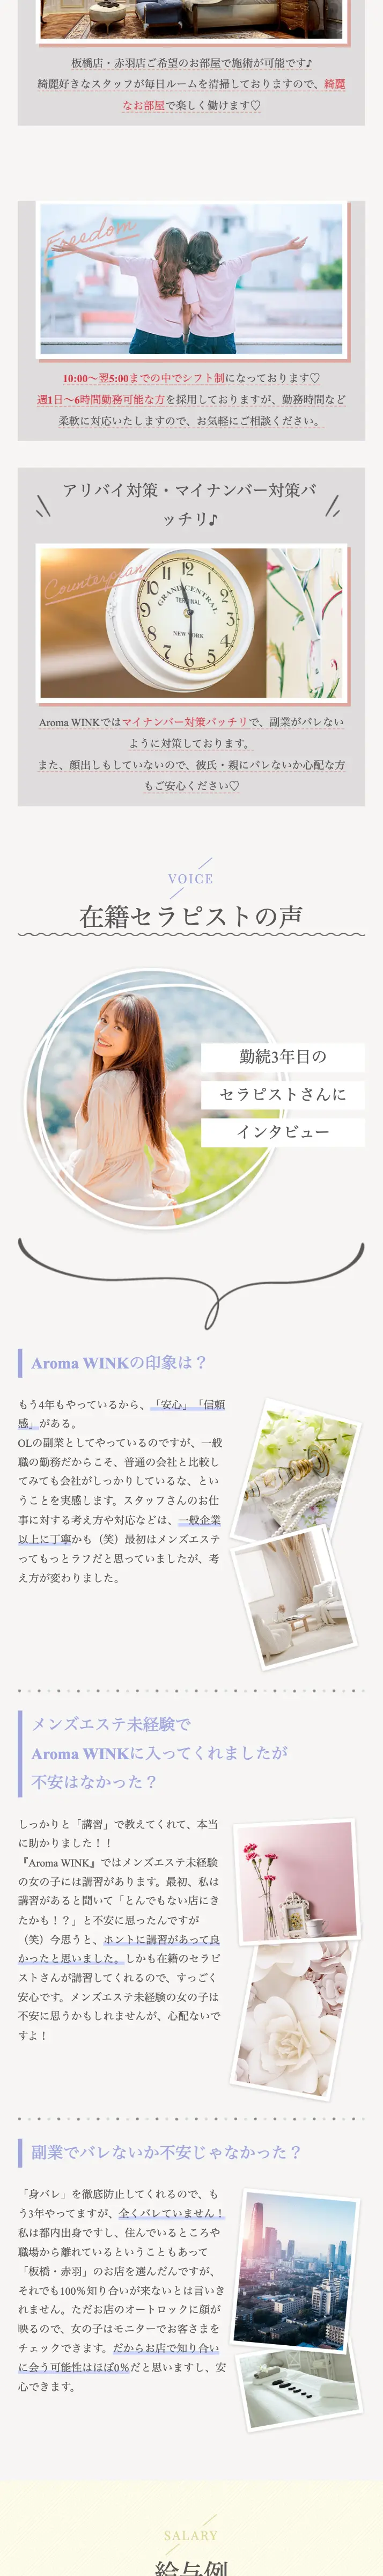 板橋店・赤羽店ご希望のお部屋で施術が可能です♪
綺麗好きなスタッフが毎日ルームを清掃しておりますので、綺麗
なお部屋で楽しく働けます♡
Freedom
10:00〜翌5:00までの中でシフト制になっております♡
週1日〜6時間勤務可能な方を採用しておりますが、勤務時間など
柔軟に対応いたしますので、お気軽にご相談ください。
アリバイ対策・マイナンバー対策バ
ッチリ♪
Counterplan
GRAND CENTRAL
TERMINAL
NEW YORK
Aroma WINKではマイナンバー対策バッチリで、副業がバレない
ように対策しております。
また、顔出しもしていないので、彼氏・親にバレないか心配な方
もご安心ください♡
VOICE
在籍セラピストの声
勤続3年目の
セラピストさんに
インタビュー
Aroma WINKの印象は？
もう4年もやっているから、「安心」「信頼
感」がある。
OLの副業としてやっているのですが、一般
職の勤務だからこそ、普通の会社と比較し
てみても会社がしっかりしているな、とい
うことを実感します。スタッフさんのお仕
事に対する考え方や対応などは、一般企業
以上に丁寧かも（笑）最初はメンズエステ
ってもっとラフだと思っていましたが、考
え方が変わりました。
メンズエステ未経験で
Aroma WINKに入ってくれましたが
不安はなかった？
しっかりと「講習」で教えてくれて、本当
に助かりました！！
『Aroma WINK』ではメンズエステ未経験
の女の子には講習があります。最初、私は
講習があると聞いて「とんでもない店にき
たかも！？」と不安に思ったんですが
（笑）今思うと、ホントに講習があって良
かったと思いました。しかも在籍のセラピ
ストさんが講習してくれるので、すっごく
安心です。メンズエステ未経験の女の子は
不安に思うかもしれませんが、心配ないで
すよ！
副業でバレないか不安じゃなかった？
「身バレ」を徹底防止してくれるので、も
う3年やってますが、全くバレていません！
私は都内出身ですし、住んでいるところや
職場から離れているということもあって
「板橋・赤羽」のお店を選んだんですが、
それでも100％知り合いが来ないとは言いき
れません。ただお店のオートロックに顔が
映るので、女の子はモニターでお客さまを
チェックできます。だからお店で知り合い
に会う可能性はほぼ0％だと思いますし、安
心できます。
SALARY
給与例